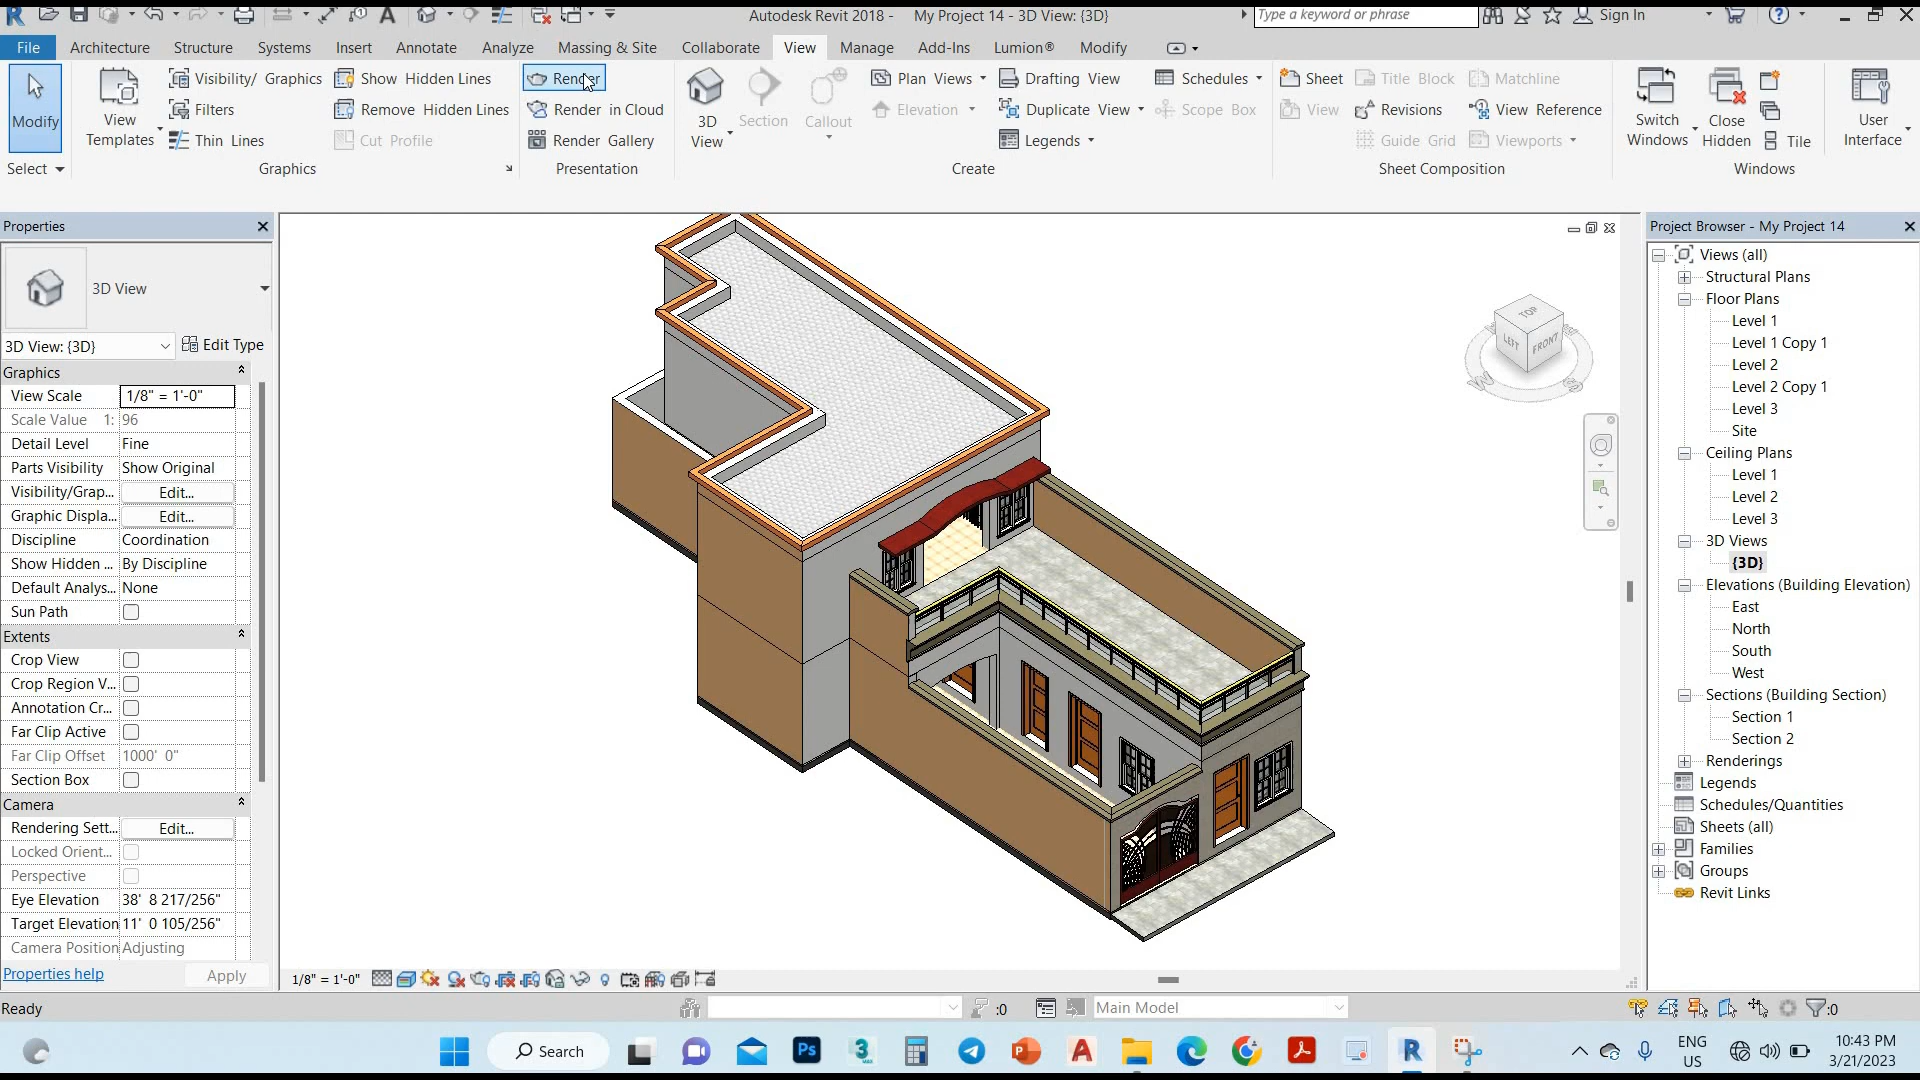 Autodesk Revit 2018 -    My Project 14 - 3D View: {3D}
Type a keyword or phrase
Sign In
File
Architecture
Structure
Systems
Insert
Annotate
Analyze
Massing & Site
Collaborate
View
Manage
Add-Ins
Lumion®
Modify
Modify
View Templates
Visibility/ Graphics
Filters
Thin Lines
Show Hidden Lines
Remove Hidden Lines
Cut Profile
Render
Render in Cloud
Render Gallery
3D View
Section
Callout
Plan Views
Elevation
Drafting View
Duplicate View
Legends
Schedules
Scope Box
Sheet
View
Title Block
Revisions
Guide Grid
Matchline
View Reference
Viewports
Switch Windows
Close Hidden
Tile
User Interface
Select
Graphics
Presentation
Create
Sheet Composition
Windows
Properties
3D View
3D View: {3D}
Edit Type
Graphics
View Scale 1/8" = 1'-0"
Scale Value 1: 96
Detail Level Fine
Parts Visibility Show Original
Visibility/Grap... Edit...
Graphic Displa... Edit...
Discipline Coordination
Show Hidden ... By Discipline
Default Analys... None
Sun Path
Extents
Crop View
Crop Region V...
Annotation Cr...
Far Clip Active
Far Clip Offset 1000' 0"
Section Box
Camera
Rendering Sett... Edit...
Locked Orient...
Perspective
Eye Elevation 38' 8 217/256"
Target Elevation 11' 0 105/256"
Camera Position Adjusting
Properties help
Apply
TOP
LEFT
FRONT
W
S
1/8" = 1'-0"
Project Browser - My Project 14
Views (all)
Structural Plans
Floor Plans
Level 1
Level 1 Copy 1
Level 2
Level 2 Copy 1
Level 3
Site
Ceiling Plans
Level 1
Level 2
Level 3
3D Views
{3D}
Elevations (Building Elevation)
East
North
South
West
Sections (Building Section)
Section 1
Section 2
Renderings
Legends
Schedules/Quantities
Sheets (all)
Families
Groups
Revit Links
Ready
:0
Main Model
:0
Search
Ps
3
ENG
US
10:43 PM
3/21/2023